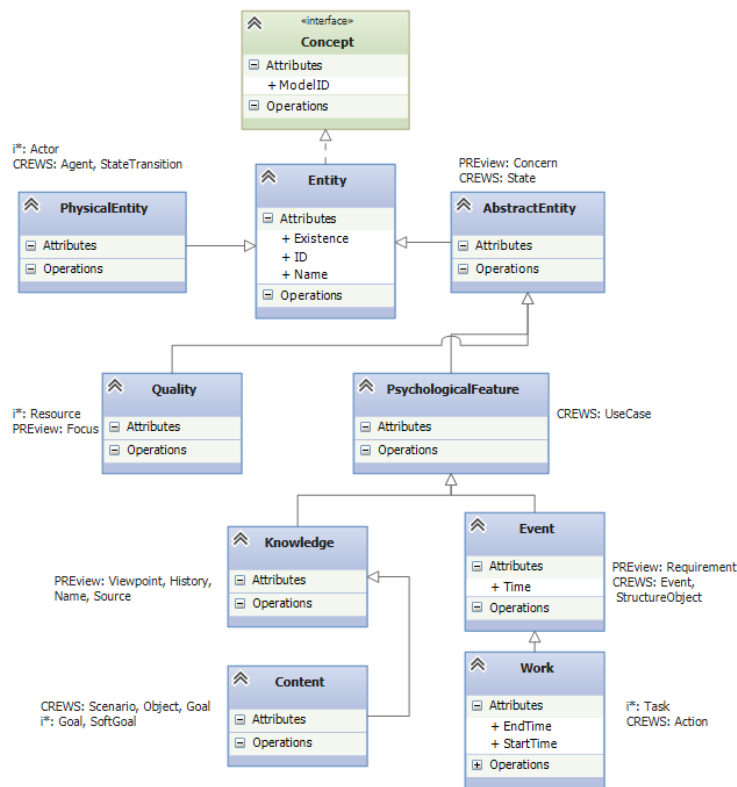 «interface»
Concept
Attributes
+ ModelID
Operations
i*: Actor
CREWS: Agent, StateTransition
PREview: Concern
CREWS: State
PhysicalEntity
Attributes
Operations
Entity
Attributes
+ Existence
+ ID
+ Name
Operations
AbstractEntity
Attributes
Operations
i*: Resource
PREview: Focus
Quality
Attributes
Operations
PsychologicalFeature
Attributes
Operations
CREWS: UseCase
PREview: Viewpoint, History,
Name, Source
Knowledge
Attributes
Operations
Event
Attributes
+ Time
Operations
PREview: Requirement
CREWS: Event,
StructureObject
CREWS: Scenario, Object, Goal
i*: Goal, SoftGoal
Content
Attributes
Operations
Work
Attributes
+ EndTime
+ StartTime
Operations
i*: Task
CREWS: Action